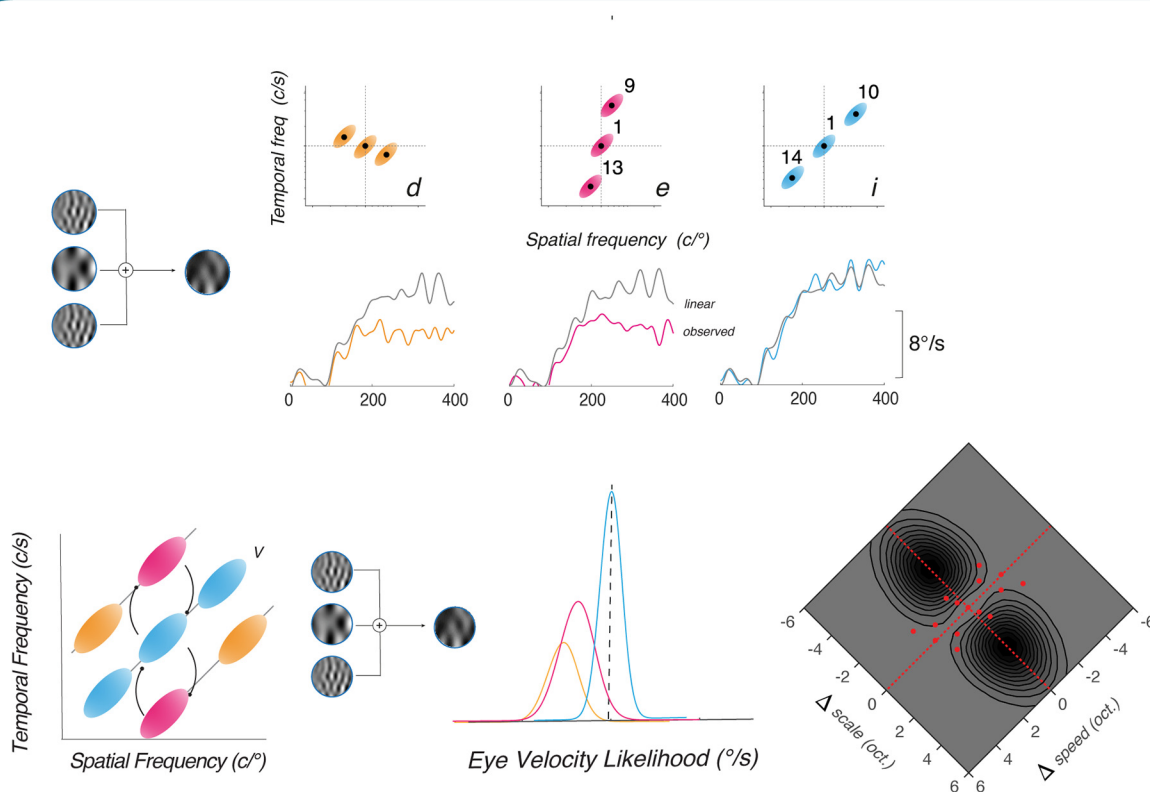 Temporal freq (c/s)
9
10
1
1
13
14
d
e
i
Spatial frequency (c/°)
linear
observed
8°/s
0
200
400
0
200
400
0
200
400
Temporal Frequency (c/s)
v
Spatial Frequency (c/°)
Eye Velocity Likelihood (°/s)
-6
-4
-2
0
2
4
6
Δ scale (oct.)
-6
-4
-2
0
2
4
6
Δ speed (oct.)